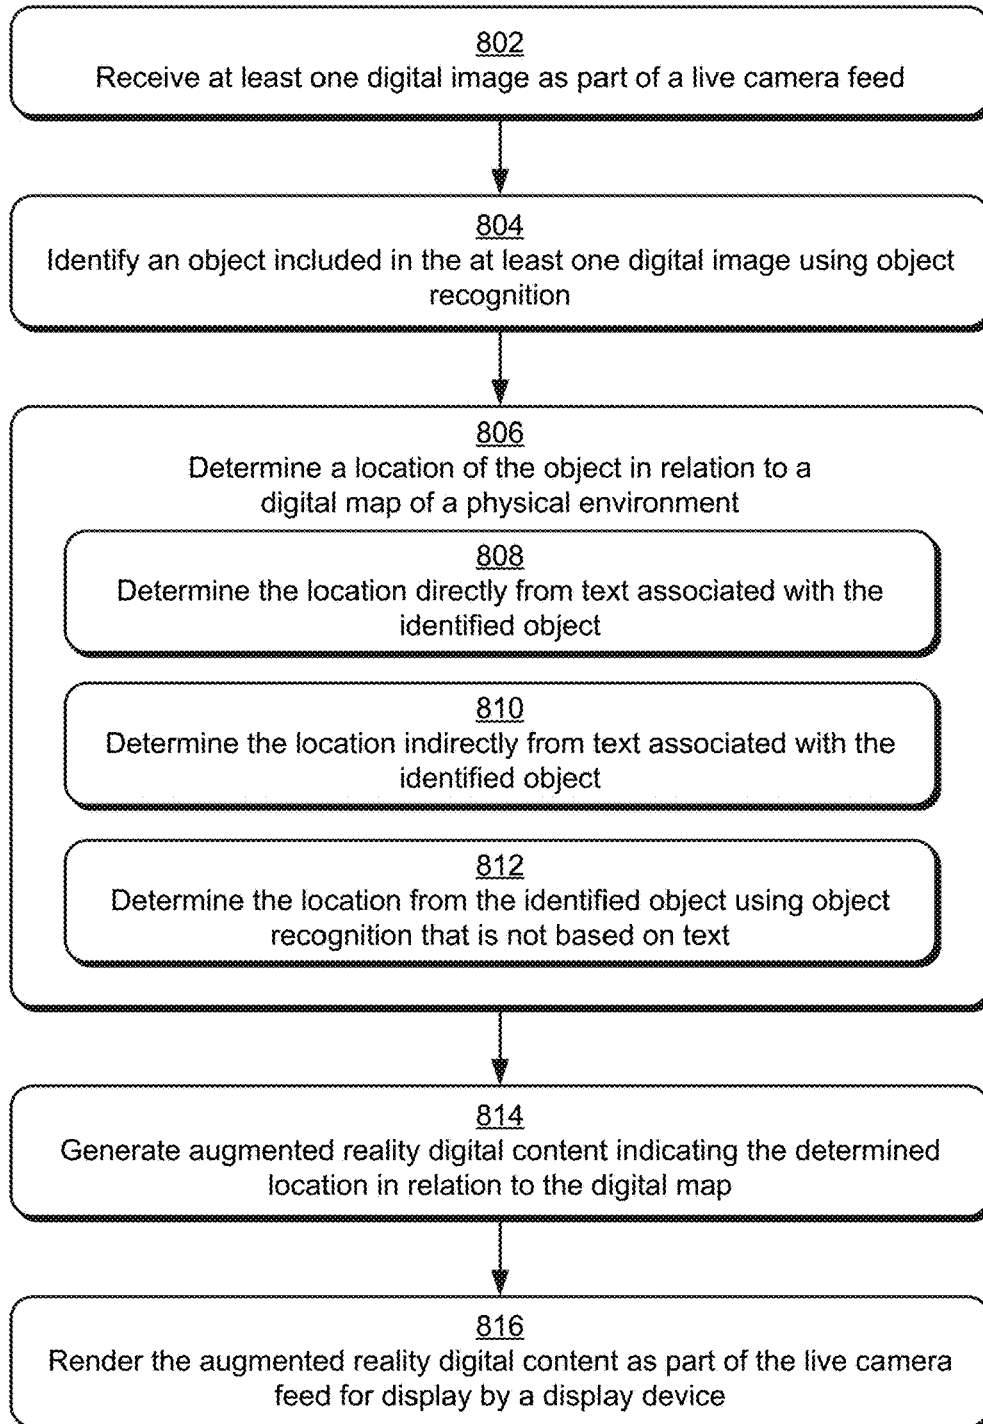 802
Receive at least one digital image as part of a live camera feed
804
Identify an object included in the at least one digital image using object
recognition
806
Determine a location of the object in relation to a
digital map of a physical environment
808
Determine the location directly from text associated with the
identified object
810
Determine the location indirectly from text associated with the
identified object
812
Determine the location from the identified object using object
recognition that is not based on text
814
Generate augmented reality digital content indicating the determined
location in relation to the digital map
816
Render the augmented reality digital content as part of the live camera
feed for display by a display device